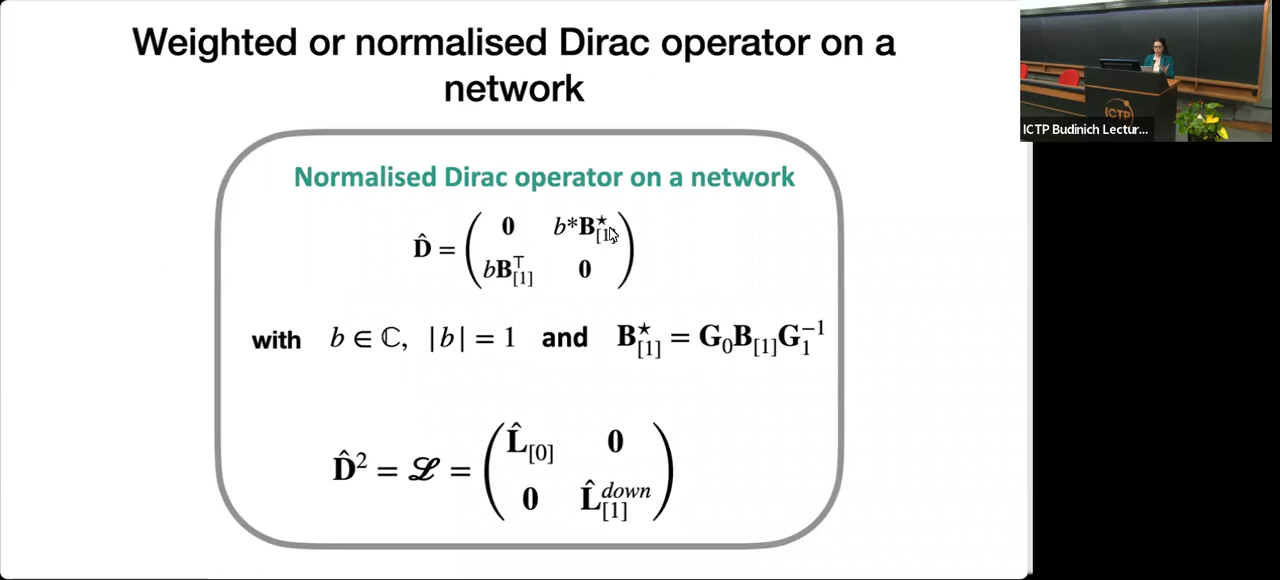 Weighted or normalised Dirac operator on a
network
Normalised Dirac operator on a network
D̂ = ( 0 b*B⋆[1]
bB⊤[1] 0 )
with b ∈ ℂ, |b| = 1 and B⋆[1] = G₀B[1]G₁⁻¹
D̂² = ℒ = ( L̂[0] 0
0 L̂[1]^down )
ICTP
ICTP Budinich Lectur...